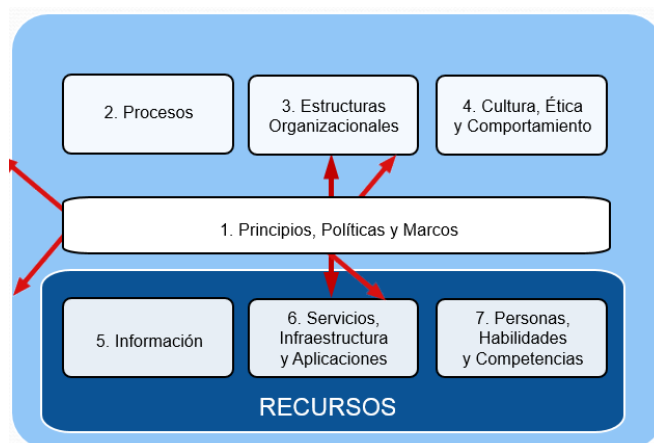 2. Procesos
3. Estructuras
Organizacionales
4. Cultura, Ética
y Comportamiento
1. Principios, Políticas y Marcos
5. Información
6. Servicios,
Infraestructura
y Aplicaciones
7. Personas,
Habilidades
y Competencias
RECURSOS